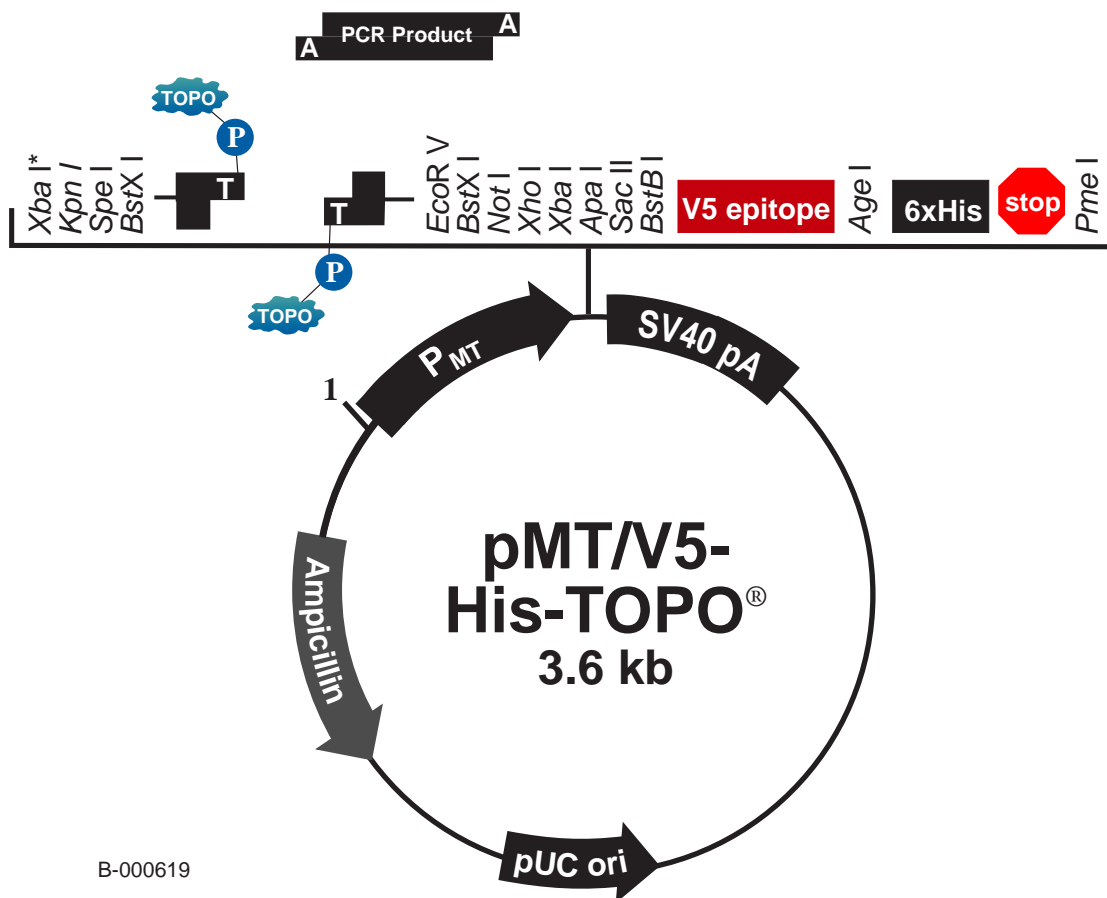 PCR Product
A
A
TOPO
P
T
T
P
TOPO
Xba I*
Kpn I
Spe I
BstX I
EcoR V
BstX I
Not I
Xho I
Xba I
Apa I
Sac II
BstB I
V5 epitope
Age I
6xHis
stop
Pme I
PMT
SV40 pA
1
Ampicillin
pMT/V5-
His-TOPO®
3.6 kb
pUC ori
B-000619